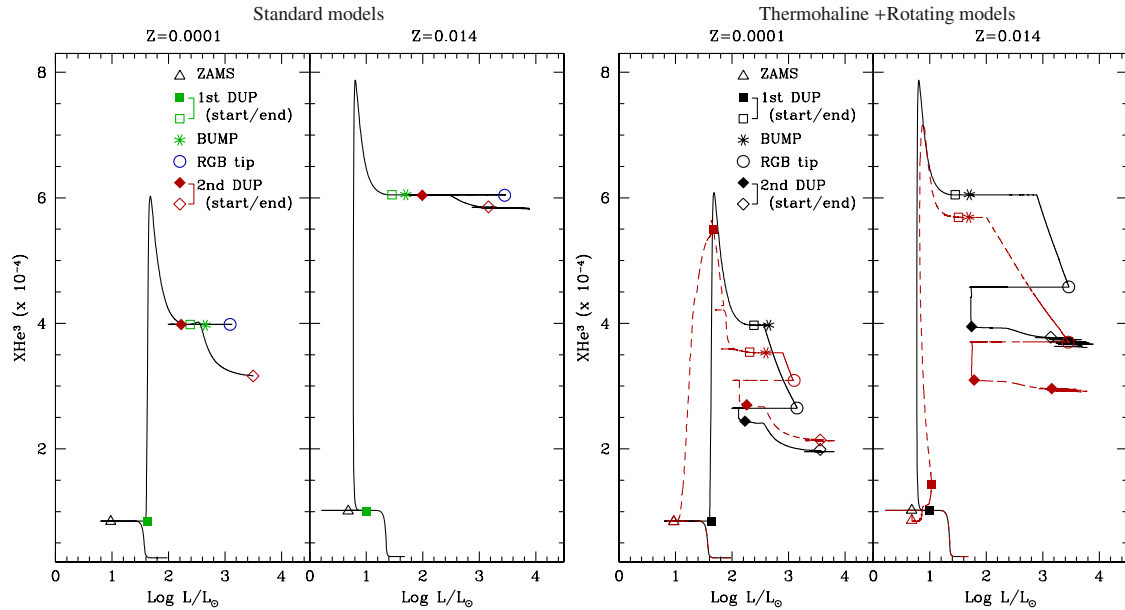 Standard models
Thermohaline +Rotating models
Z=0.0001
Z=0.014
Z=0.0001
Z=0.014
XHe³ (x 10⁻⁴)
8
6
4
2
ZAMS
1st DUP
(start/end)
BUMP
RGB tip
2nd DUP
(start/end)
0
1
2
3
4
0
1
2
3
4
Log L/L☉
Log L/L☉
XHe³ (x 10⁻⁴)
8
6
4
2
ZAMS
1st DUP
(start/end)
BUMP
RGB tip
2nd DUP
(start/end)
0
1
2
3
4
0
1
2
3
4
Log L/L☉
Log L/L☉